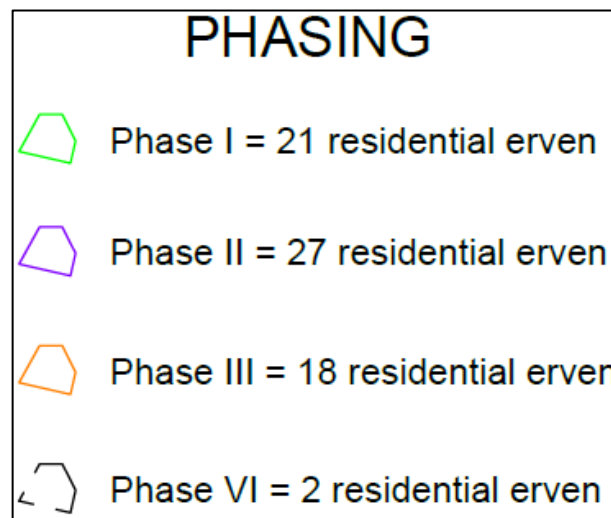 PHASING
Phase I = 21 residential erven
Phase II = 27 residential erven
Phase III = 18 residential erven
Phase VI = 2 residential erven